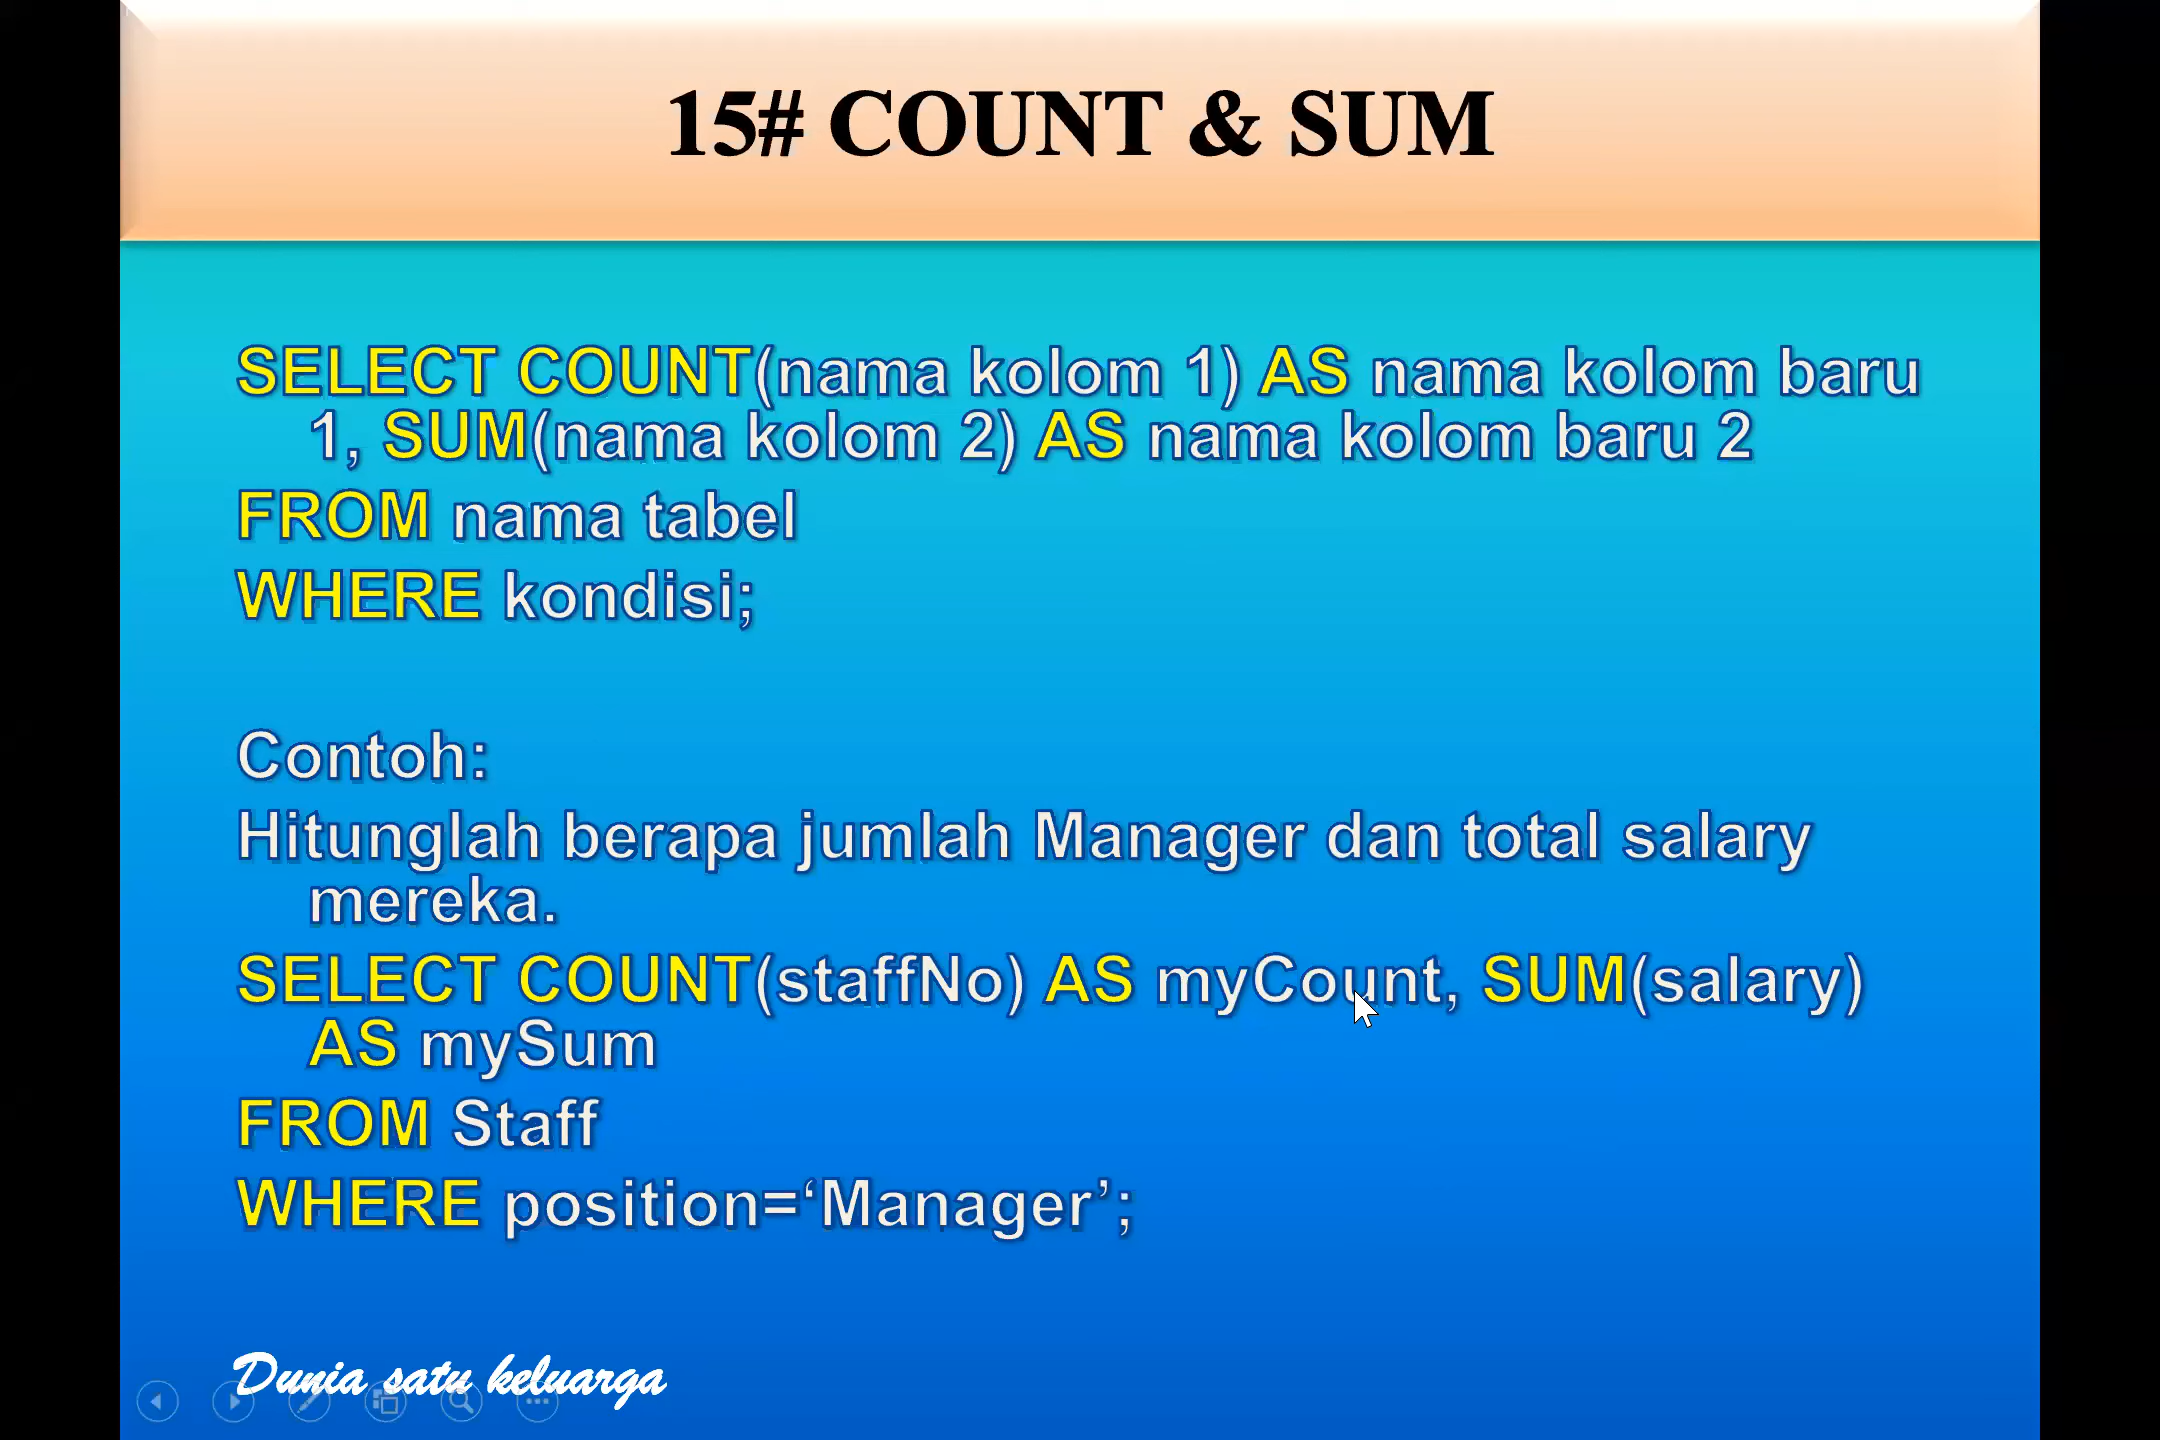 15# COUNT & SUM
SELECT COUNT(nama kolom 1) AS nama kolom baru
1, SUM(nama kolom 2) AS nama kolom baru 2
FROM nama tabel
WHERE kondisi;
Contoh:
Hitunglah berapa jumlah Manager dan total salary
mereka.
SELECT COUNT(staffNo) AS myCount, SUM(salary)
AS mySum
FROM Staff
WHERE position=‘Manager’;
Dunia satu keluarga